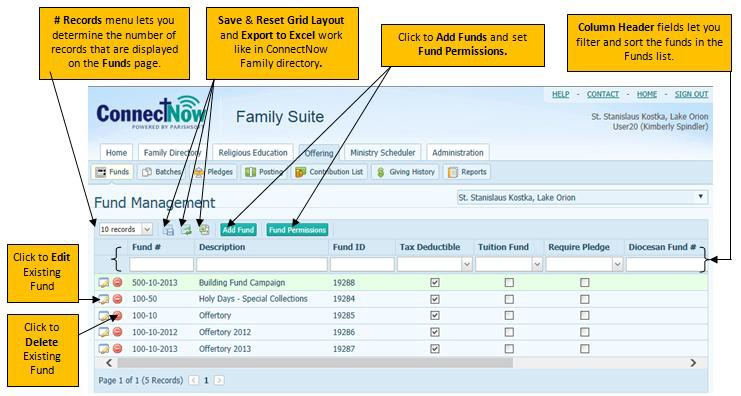 # Records menu lets you
determine the number of
records that are displayed
on the Funds page.
Save & Reset Grid Layout
and Export to Excel work
like in ConnectNow
Family directory.
Click to Add Funds and set
Fund Permissions.
Column Header fields let you
filter and sort the funds in the
Funds list.
HELP - CONTACT - HOME - SIGN OUT
ConnectNow
POWERED BY PARISHSOFT
Family Suite
St. Stanislaus Kostka, Lake Orion
User20 (Kimberly Spindler)
Home Family Directory Religious Education Offering Ministry Scheduler Administration
Funds Batches Pledges Posting Contribution List Giving History Reports
Fund Management
St. Stanislaus Kostka, Lake Orion
10 records Add Fund Fund Permissions
Fund # Description Fund ID Tax Deductible Tuition Fund Require Pledge Diocesan Fund #
Click to Edit
Existing
Fund
500-10-2013 Building Fund Campaign 19288
100-50 Holy Days - Special Collections 19284
100-10 Offertory 19285
100-10-2012 Offertory 2012 19286
100-10-2013 Offertory 2013 19287
Click to
Delete
Existing
Fund
Page 1 of 1 (5 Records) < 1 >